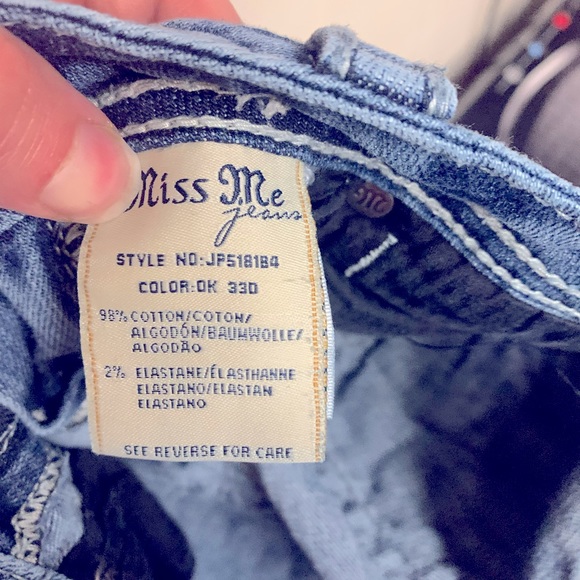 Miss Me
jeans
STYLE NO:JP5181B4
COLOR:DK 330
98% COTTON/COTON/
ALGODÓN/BAUMWOLLE/
ALGODÃO
2% ELASTANE/ÉLASTHANNE
ELASTANO/ELASTAN
ELASTANO
SEE REVERSE FOR CARE